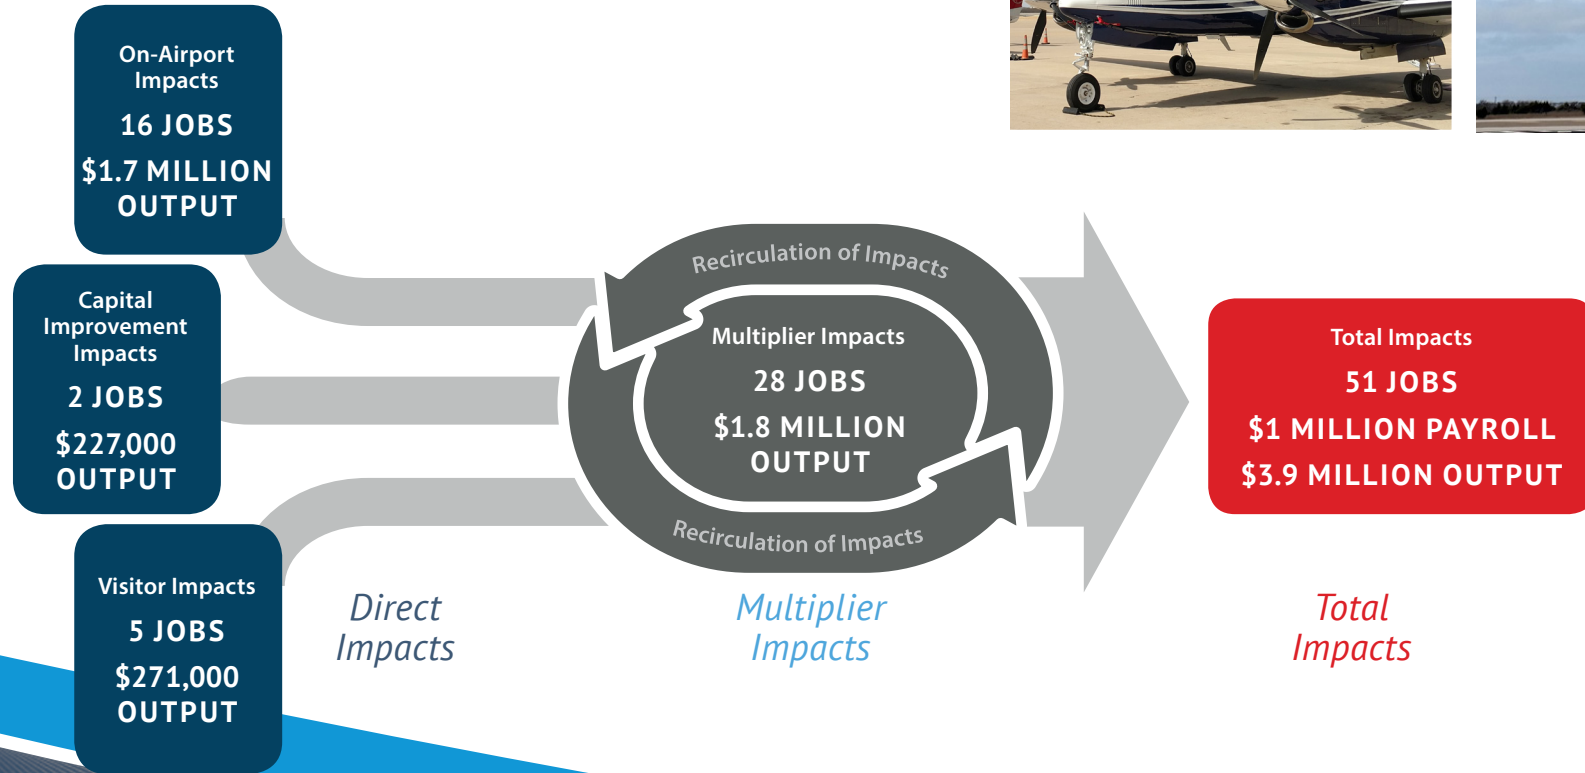 On-Airport
Impacts
16 JOBS
$1.7 MILLION
OUTPUT
Capital
Improvement
Impacts
2 JOBS
$227,000
OUTPUT
Visitor Impacts
5 JOBS
$271,000
OUTPUT
Direct
Impacts
Recirculation of Impacts
Multiplier Impacts
28 JOBS
$1.8 MILLION
OUTPUT
Recirculation of Impacts
Multiplier
Impacts
Total Impacts
51 JOBS
$1 MILLION PAYROLL
$3.9 MILLION OUTPUT
Total
Impacts